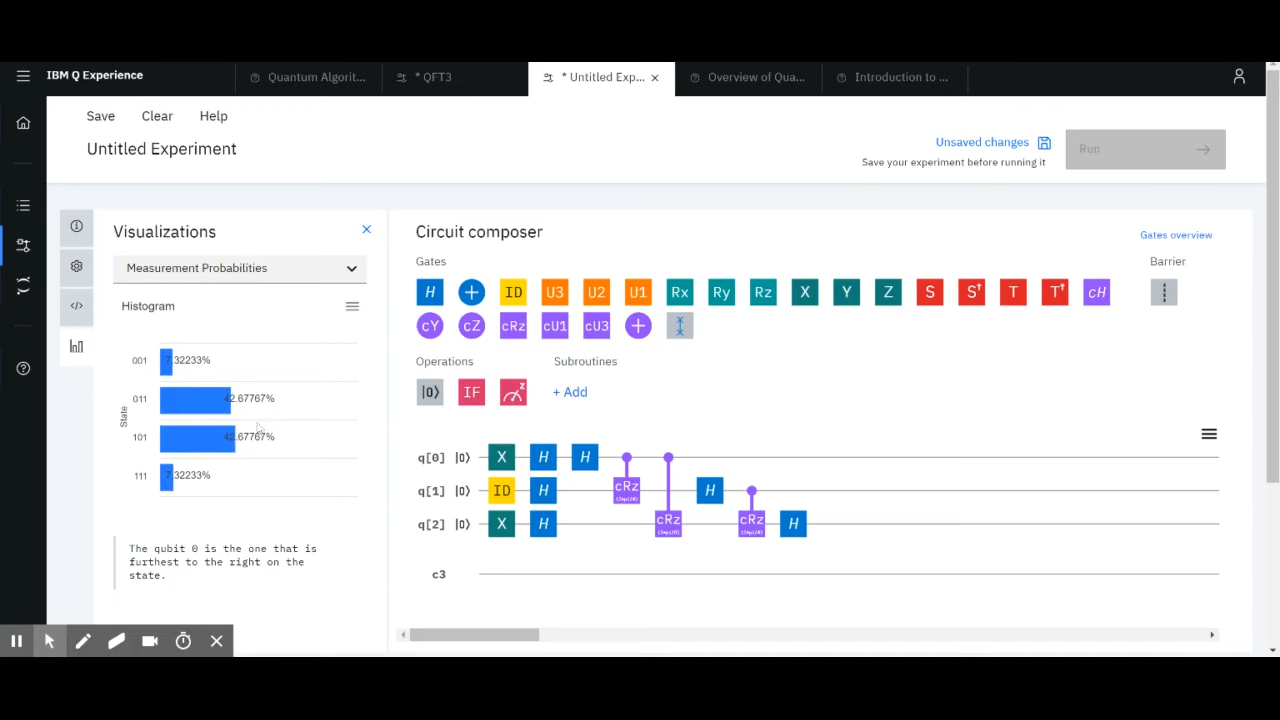 IBM Q Experience
Quantum Algorit...
* QFT3
* Untitled Exp...
Overview of Qua...
Introduction to ...
Save Clear Help
Untitled Experiment
Unsaved changes
Save your experiment before running it
Run
Visualizations
Measurement Probabilities
Histogram
State
001 7.32233%
011 42.67767%
101 42.67767%
111 7.32233%
The qubit 0 is the one that is
furthest to the right on the
state.
Circuit composer
Gates overview
Gates
Barrier
H ID U3 U2 U1 Rx Ry Rz X Y Z S S† T T† cH
cY cZ cRz cU1 cU3
Operations
Subroutines
|0⟩ IF z
+ Add
q[0] |0⟩ X H H
q[1] |0⟩ ID H cRz H
q[2] |0⟩ X H cRz cRz H
c3